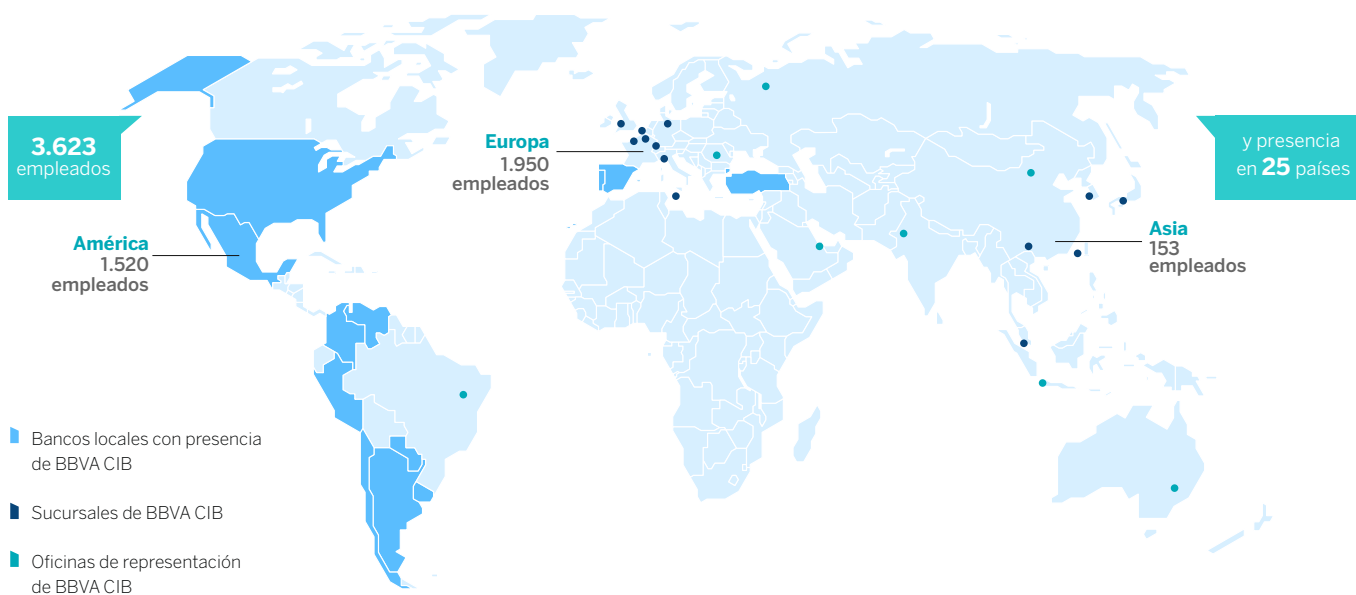 3.623
empleados
América
1.520
empleados
Europa
1.950
empleados
y presencia
en 25 países
Asia
153
empleados
Bancos locales con presencia
de BBVA CIB
Sucursales de BBVA CIB
Oficinas de representación
de BBVA CIB